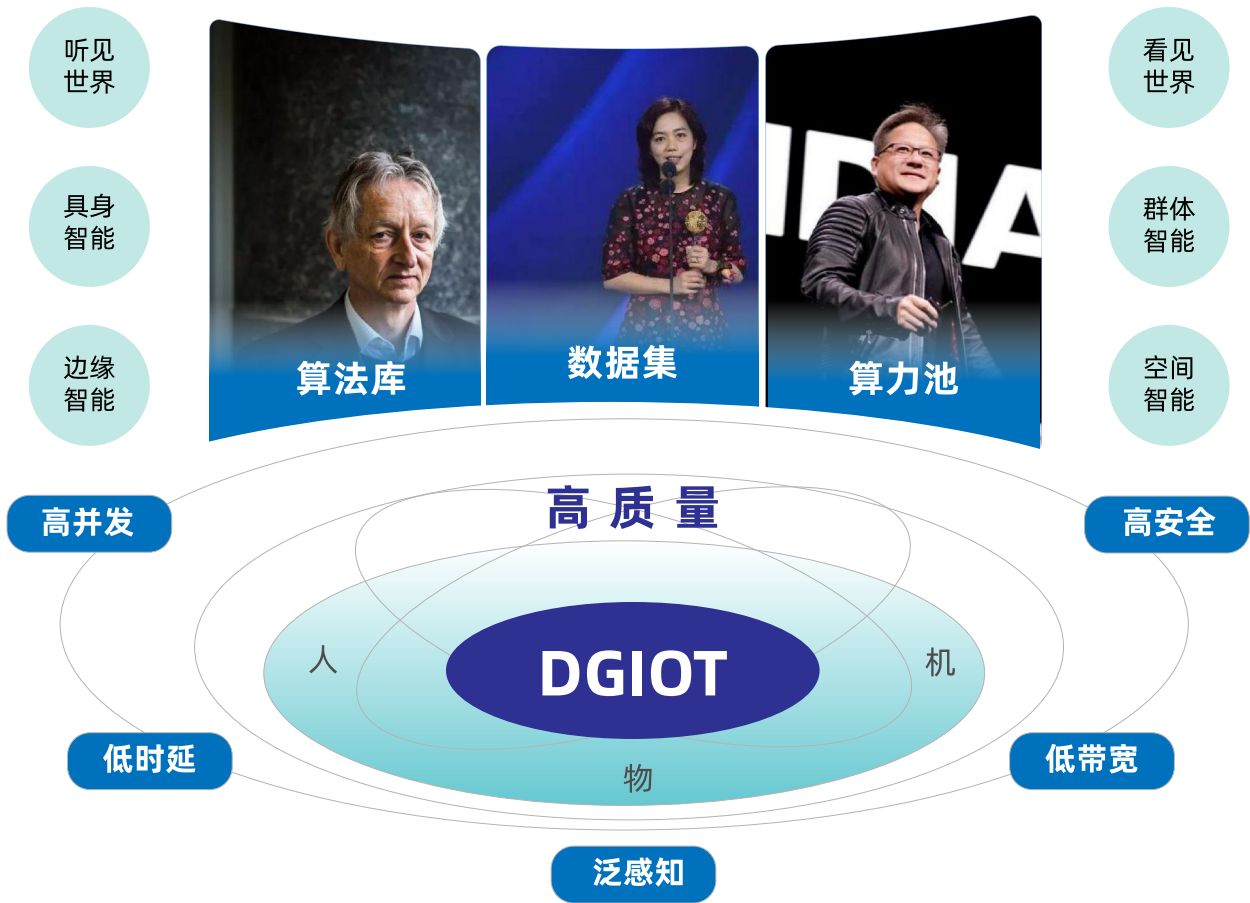 听见
世界
看见
世界
具身
智能
群体
智能
边缘
智能
空间
智能
算法库
数据集
算力池
高并发
高质量
高安全
人
DGIOT
机
低时延
物
低带宽
泛感知